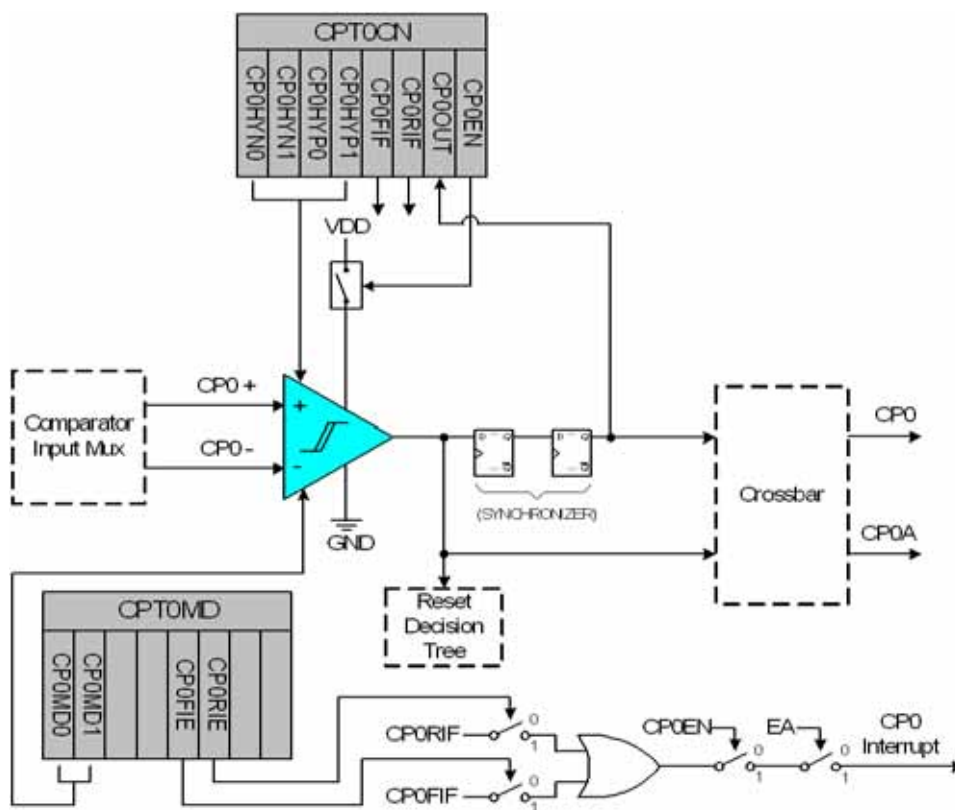 CPT0CN
CP0HYN0
CP0HYN1
CP0HYP0
CP0HYP1
CP0FIF
CP0RIF
CP0OUT
CP0EN
VDD
CP0 +
Comparator
Input Mux
CP0 -
+
-
GND
D
Q
D
Q
(SYNCHRONIZER)
Crossbar
CP0
CP0A
Reset
Decision
Tree
CPT0MD
CP0MD0
CP0MD1
CP0FIE
CP0RIE
CP0RIF
0
1
CP0FIF
0
1
CP0EN
0
1
EA
0
1
CP0
Interrupt